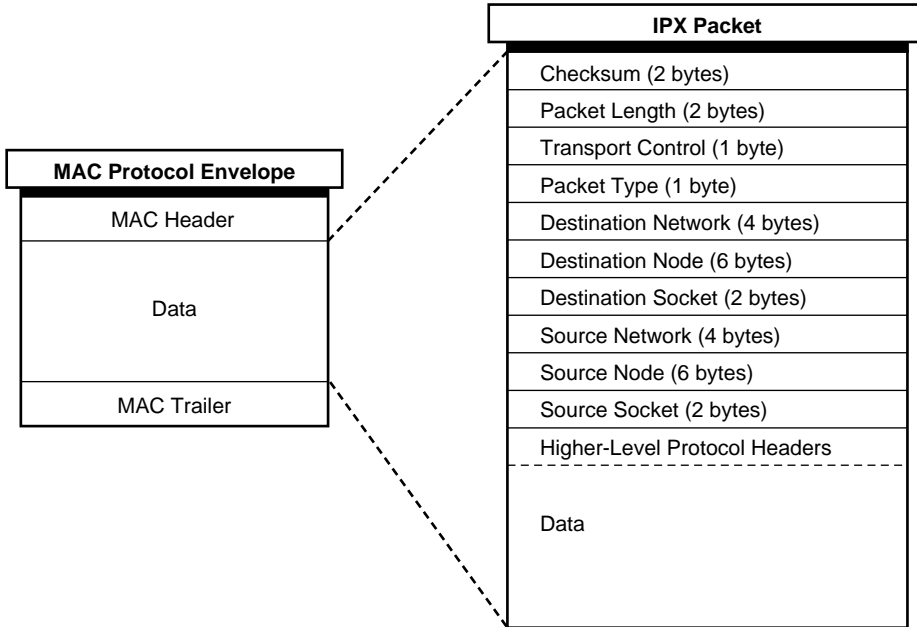 MAC Protocol Envelope
MAC Header
Data
MAC Trailer
IPX Packet
Checksum (2 bytes)
Packet Length (2 bytes)
Transport Control (1 byte)
Packet Type (1 byte)
Destination Network (4 bytes)
Destination Node (6 bytes)
Destination Socket (2 bytes)
Source Network (4 bytes)
Source Node (6 bytes)
Source Socket (2 bytes)
Higher-Level Protocol Headers
Data